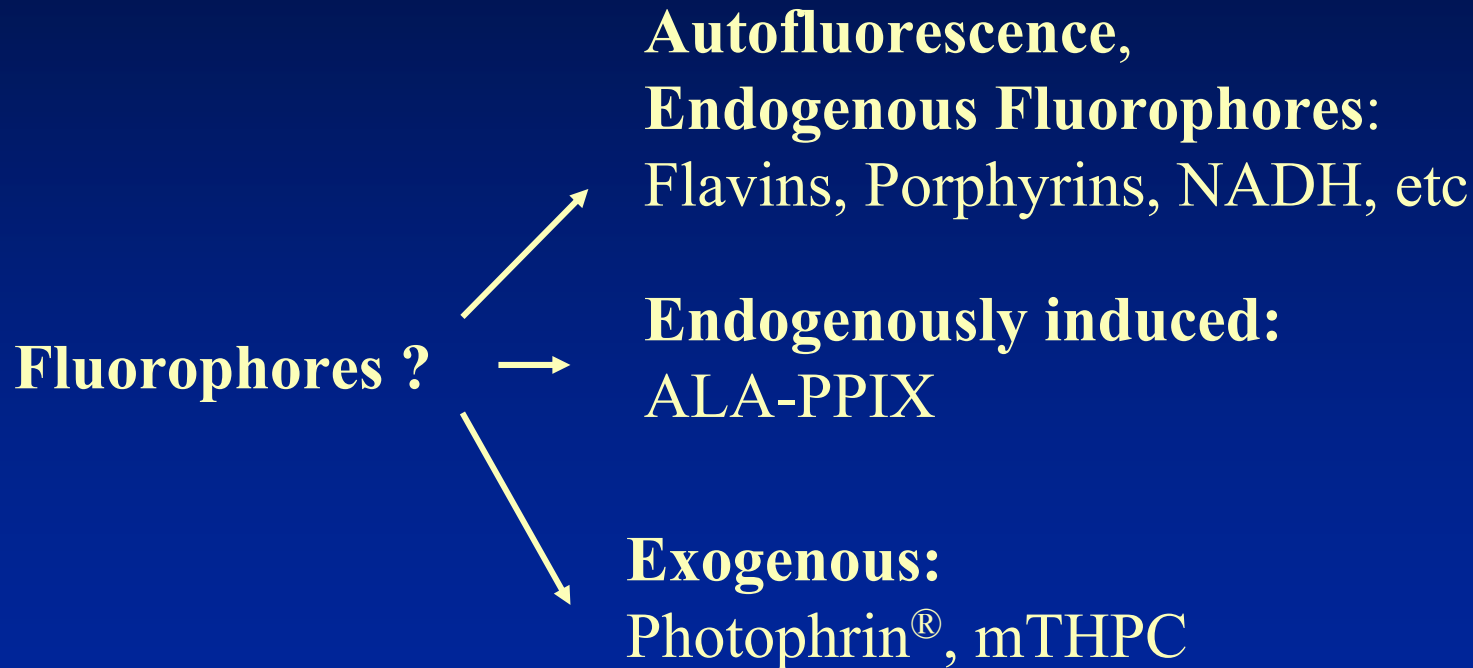 Autofluorescence,
Endogenous Fluorophores:
Flavins, Porphyrins, NADH, etc
Fluorophores ?
Endogenously induced:
ALA-PPIX
Exogenous:
Photophrin®, mTHPC